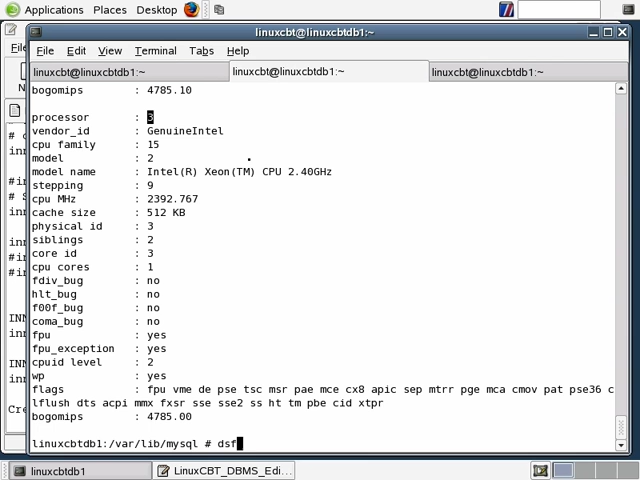 Applications Places Desktop
linuxcbt@linuxcbtdb1:~
File Edit View Terminal Tabs Help
linuxcbt@linuxcbtdb1:~ linuxcbt@linuxcbtdb1:~ linuxcbt@linuxcbtdb1:~
bogomips : 4785.10
processor : 3
vendor_id : GenuineIntel
cpu family : 15
model : 2
model name : Intel(R) Xeon(TM) CPU 2.40GHz
stepping : 9
cpu MHz : 2392.767
cache size : 512 KB
physical id : 3
siblings : 2
core id : 3
cpu cores : 1
fdiv_bug : no
hlt_bug : no
f00f_bug : no
coma_bug : no
fpu : yes
fpu_exception : yes
cpuid level : 2
wp : yes
flags : fpu vme de pse tsc msr pae mce cx8 apic sep mtrr pge mca cmov pat pse36 c
lflush dts acpi mmx fxsr sse sse2 ss ht tm pbe cid xtpr
bogomips : 4785.00
linuxcbtdb1:/var/lib/mysql # dsf
linuxcbtdb1 LinuxCBT_DBMS_Edi...